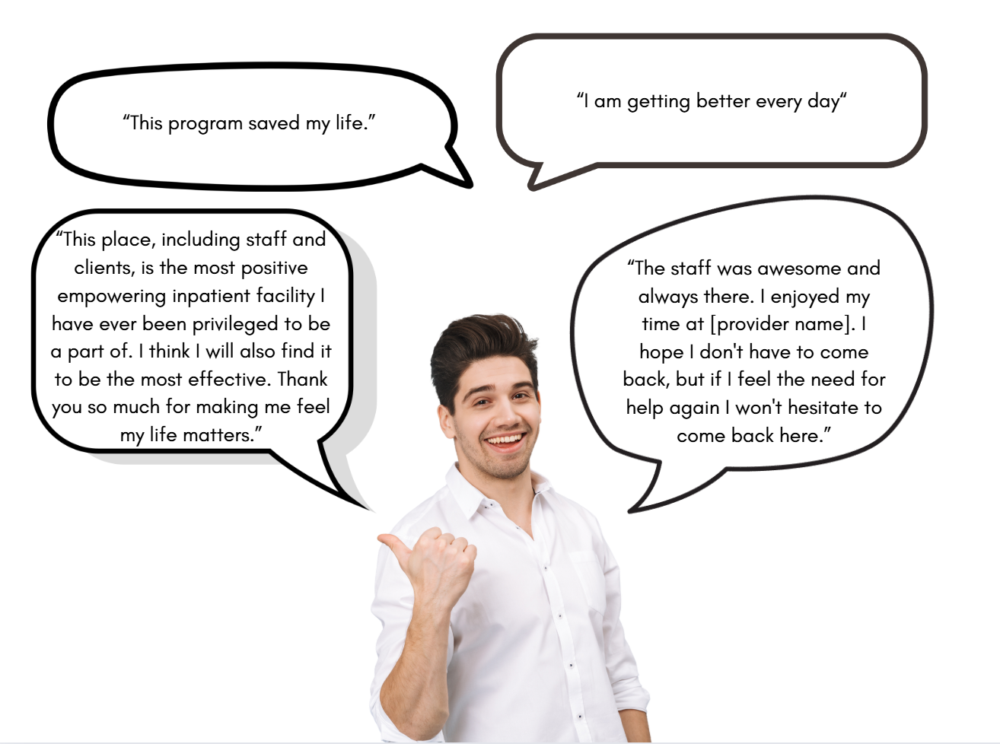 “This program saved my life.”
“I am getting better every day“
“This place, including staff and
clients, is the most positive
empowering inpatient facility I
have ever been privileged to be
a part of. I think I will also find it
to be the most effective. Thank
you so much for making me feel
my life matters.”
“The staff was awesome and
always there. I enjoyed my
time at [provider name]. I
hope I don't have to come
back, but if I feel the need for
help again I won't hesitate to
come back here.”